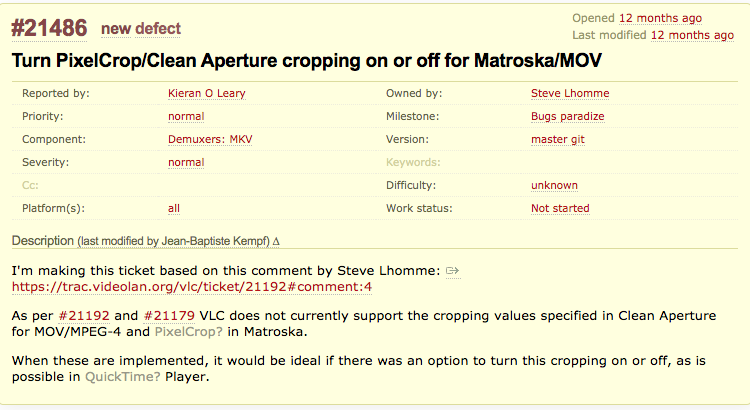 #21486 new defect
Opened 12 months ago
Last modified 12 months ago
Turn PixelCrop/Clean Aperture cropping on or off for Matroska/MOV
Reported by: Kieran O Leary Owned by: Steve Lhomme
Priority: normal Milestone: Bugs paradize
Component: Demuxers: MKV Version: master git
Severity: normal Keywords:
Cc: Difficulty: unknown
Platform(s): all Work status: Not started
Description (last modified by Jean-Baptiste Kempf) Δ
I'm making this ticket based on this comment by Steve Lhomme:
https://trac.videolan.org/vlc/ticket/21192#comment:4
As per #21192 and #21179 VLC does not currently support the cropping values specified in Clean Aperture
for MOV/MPEG-4 and PixelCrop? in Matroska.
When these are implemented, it would be ideal if there was an option to turn this cropping on or off, as is
possible in QuickTime? Player.